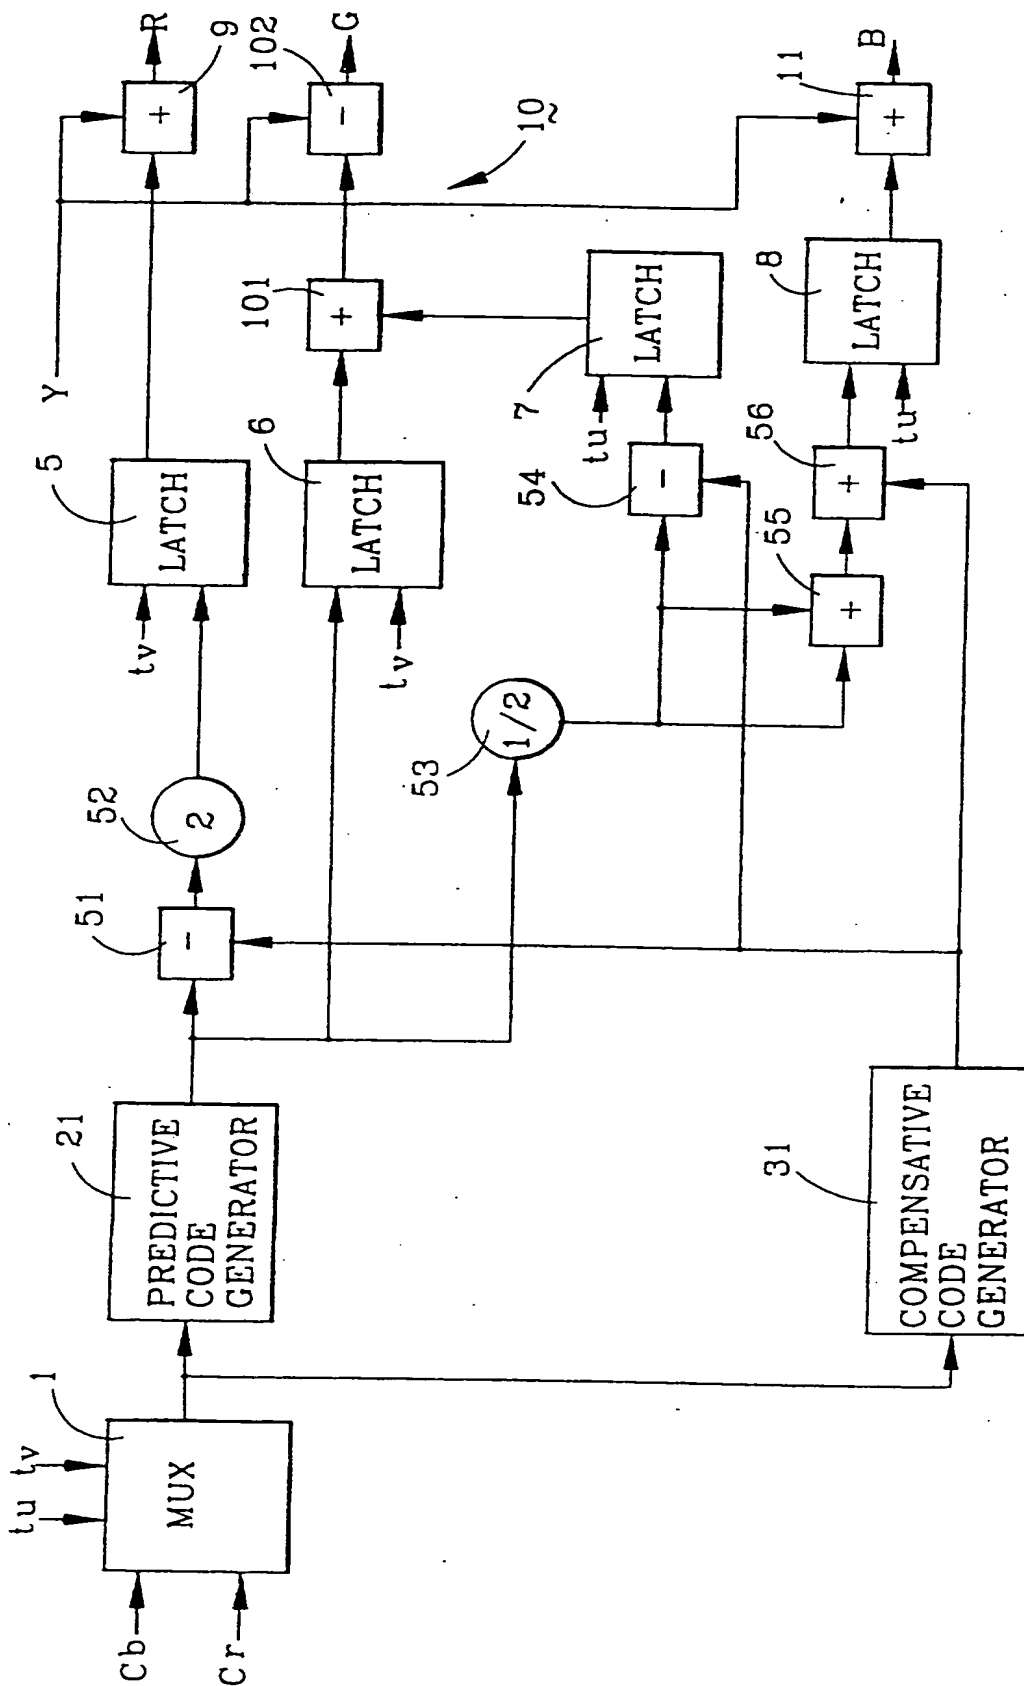 Cb
Cr
tu
tv
1
MUX
21
PREDICTIVE
CODE
GENERATOR
31
COMPENSATIVE
CODE
GENERATOR
51
-
52
2
53
1/2
tv
5
LATCH
tv
6
LATCH
54
-
tu
7
LATCH
55
+
56
+
tu
8
LATCH
Y
101
+
10
9
+
R
102
-
G
11
+
B